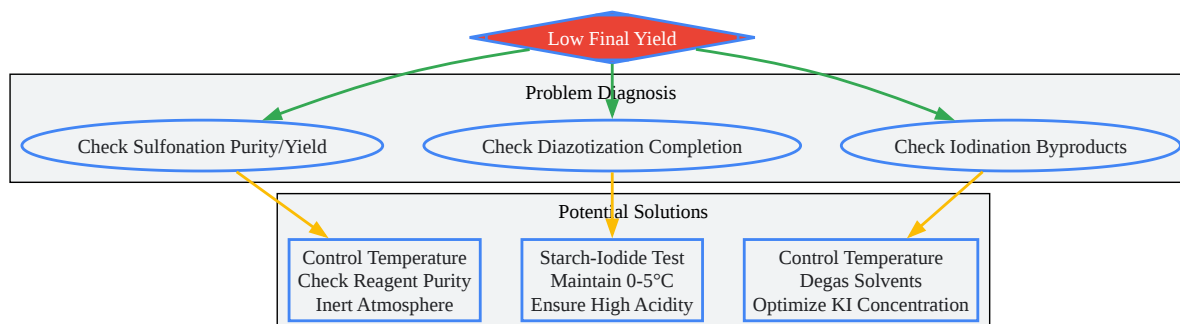 Low Final Yield
Problem Diagnosis
Check Sulfonation Purity/Yield
Check Diazotization Completion
Check Iodination Byproducts
Potential Solutions
Control Temperature
Check Reagent Purity
Inert Atmosphere
Starch-Iodide Test
Maintain 0-5°C
Ensure High Acidity
Control Temperature
Degas Solvents
Optimize KI Concentration